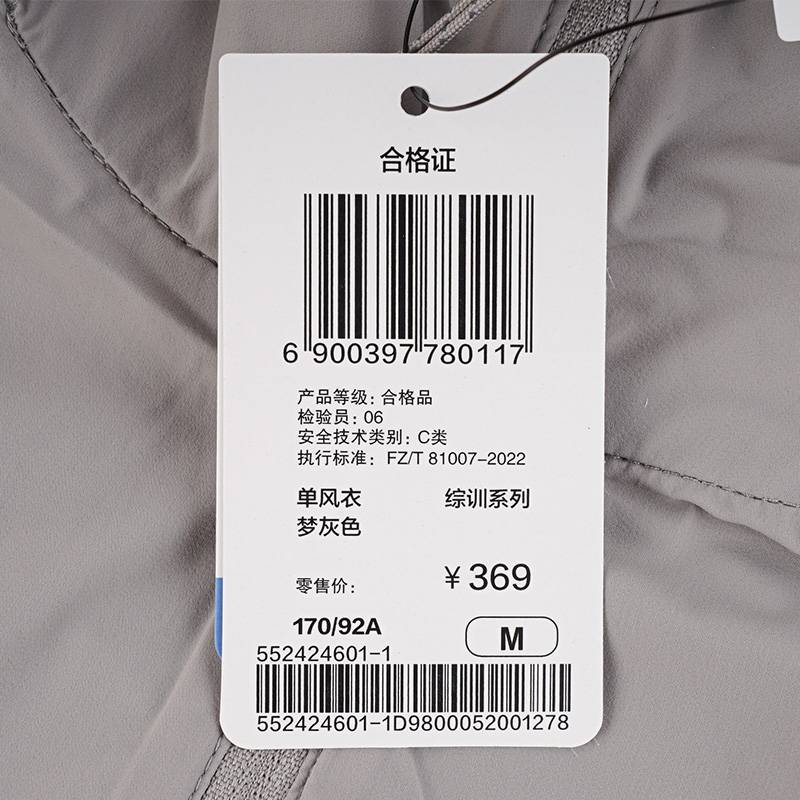 合格证
6 900397 780117
产品等级: 合格品
检验员: 06
安全技术类别: C类
执行标准: FZ/T 81007-2022
单风衣 综训系列
梦灰色
零售价: ¥ 369
170/92A M
552424601-1
552424601-1D9800052001278